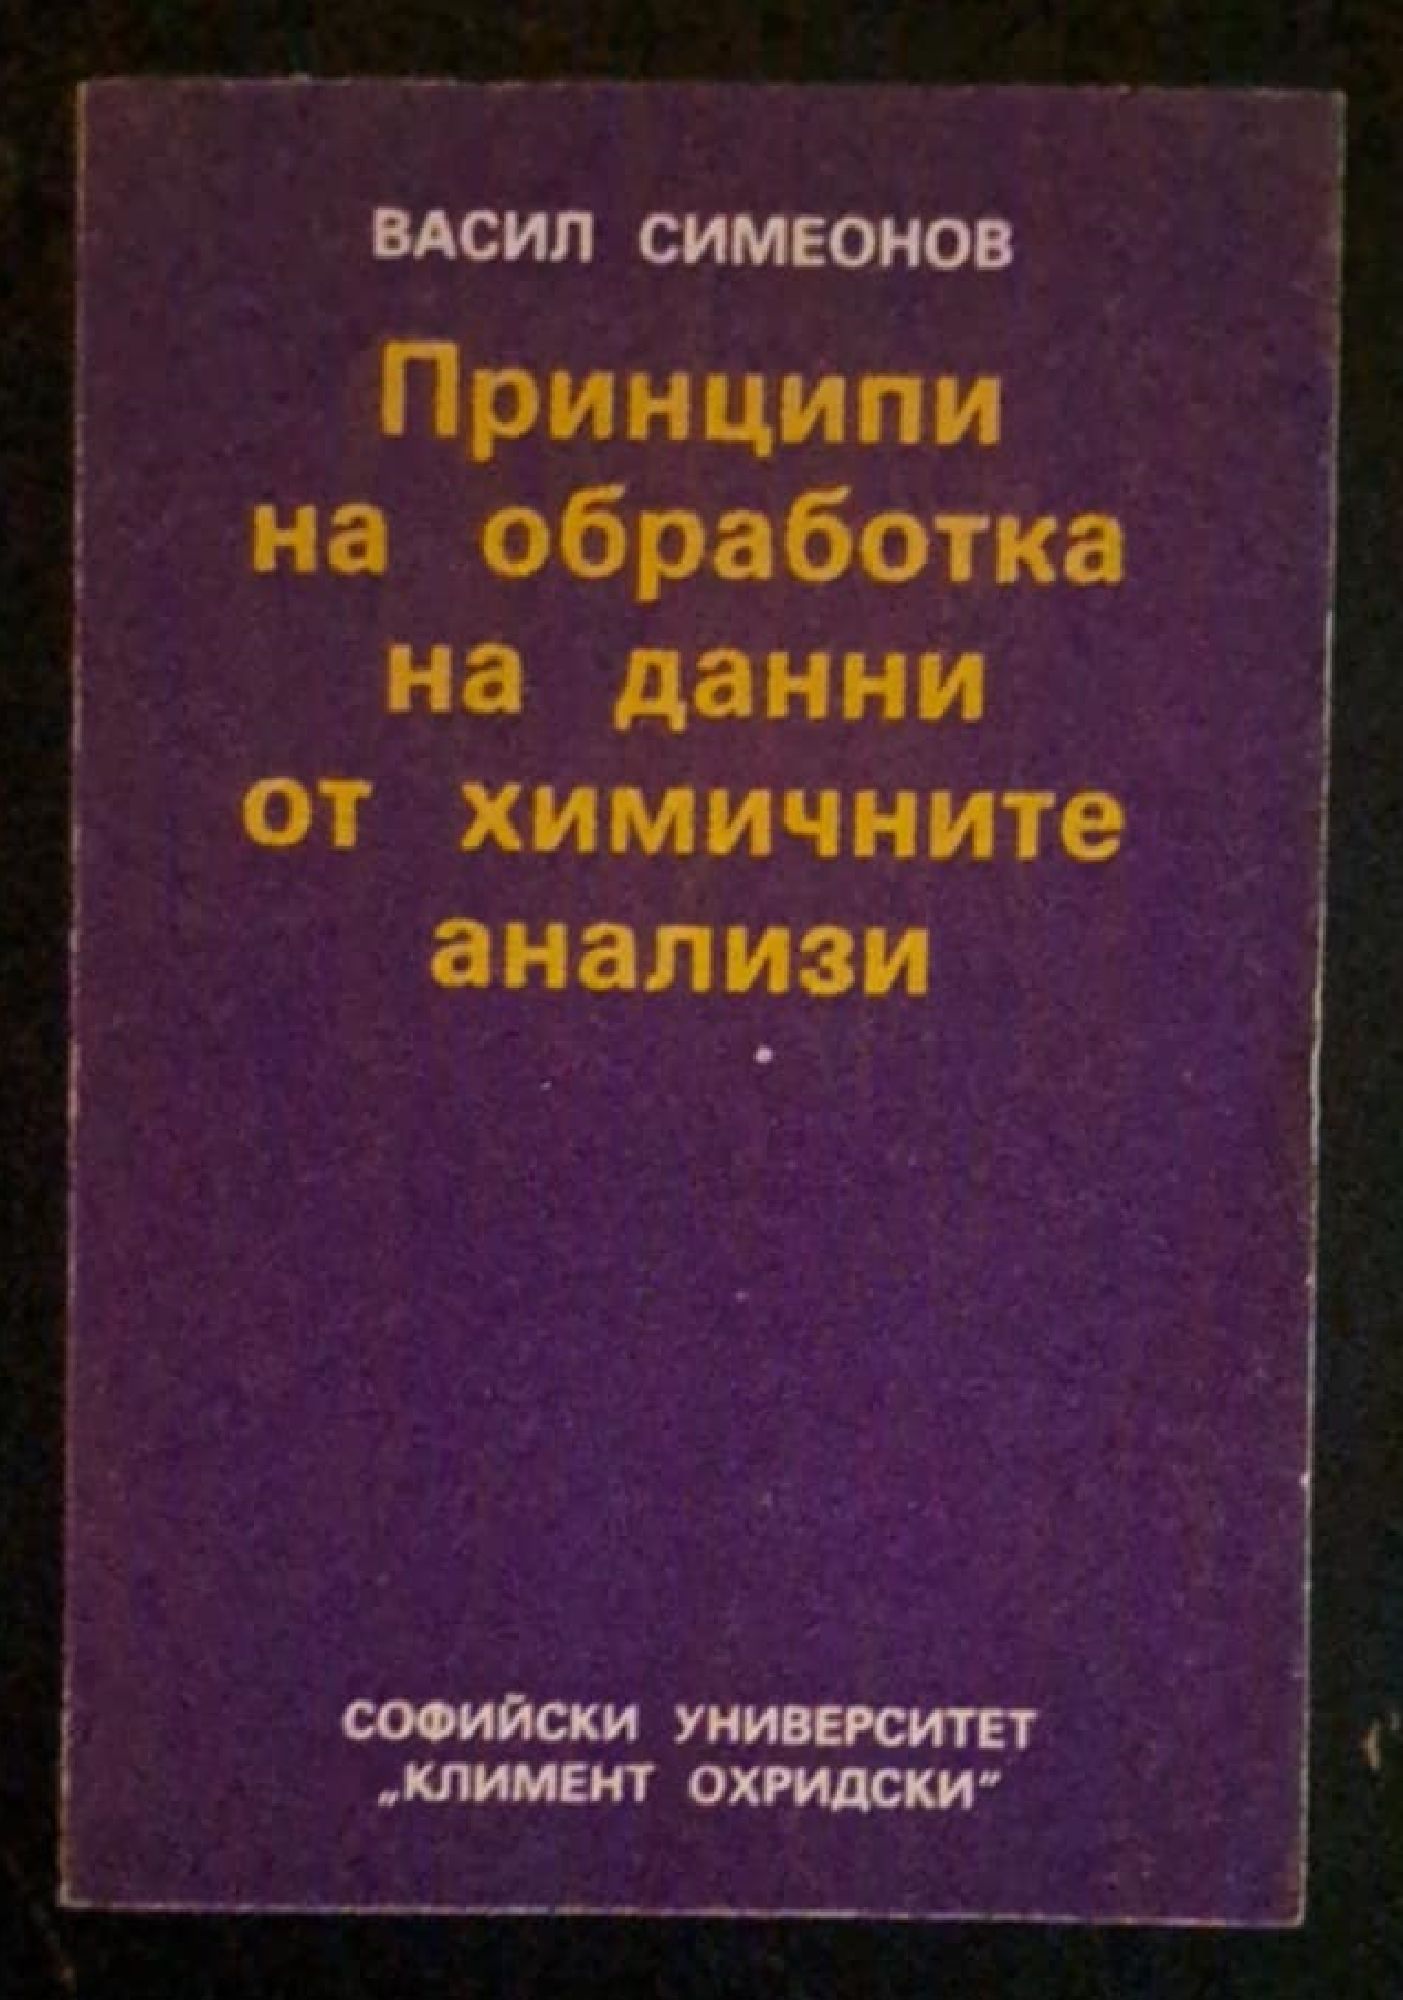 ВАСИЛ СИМЕОНОВ
Принципи
на обработка
на данни
от химичните
анализи
СОФИЙСКИ УНИВЕРСИТЕТ
„КЛИМЕНТ ОХРИДСКИ"